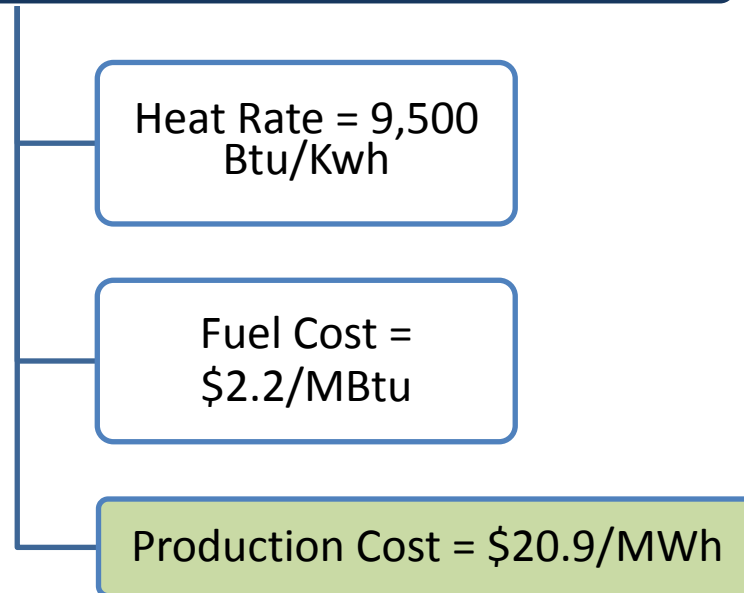 Heat Rate = 9,500
Btu/Kwh
Fuel Cost =
$2.2/MBtu
Production Cost = $20.9/MWh